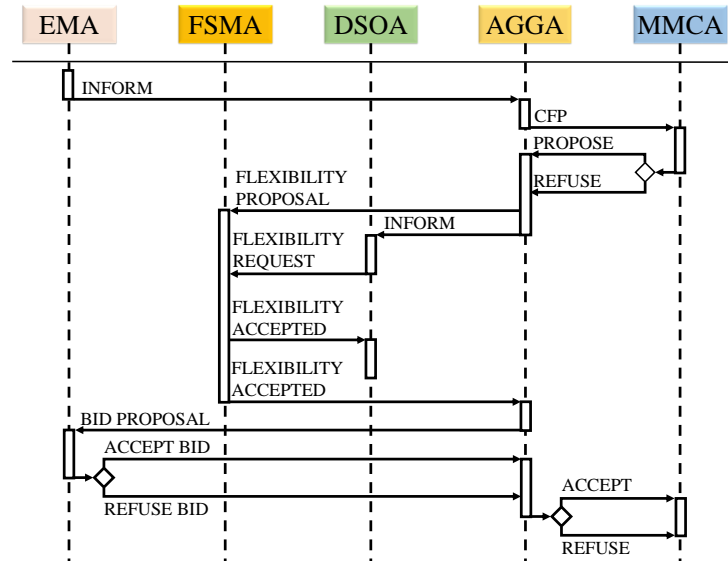 EMA
FSMA
DSOA
AGGA
MMCA
INFORM
CFP
PROPOSE
REFUSE
FLEXIBILITY
PROPOSAL
INFORM
FLEXIBILITY
REQUEST
FLEXIBILITY
ACCEPTED
FLEXIBILITY
ACCEPTED
BID PROPOSAL
ACCEPT BID
REFUSE BID
ACCEPT
REFUSE